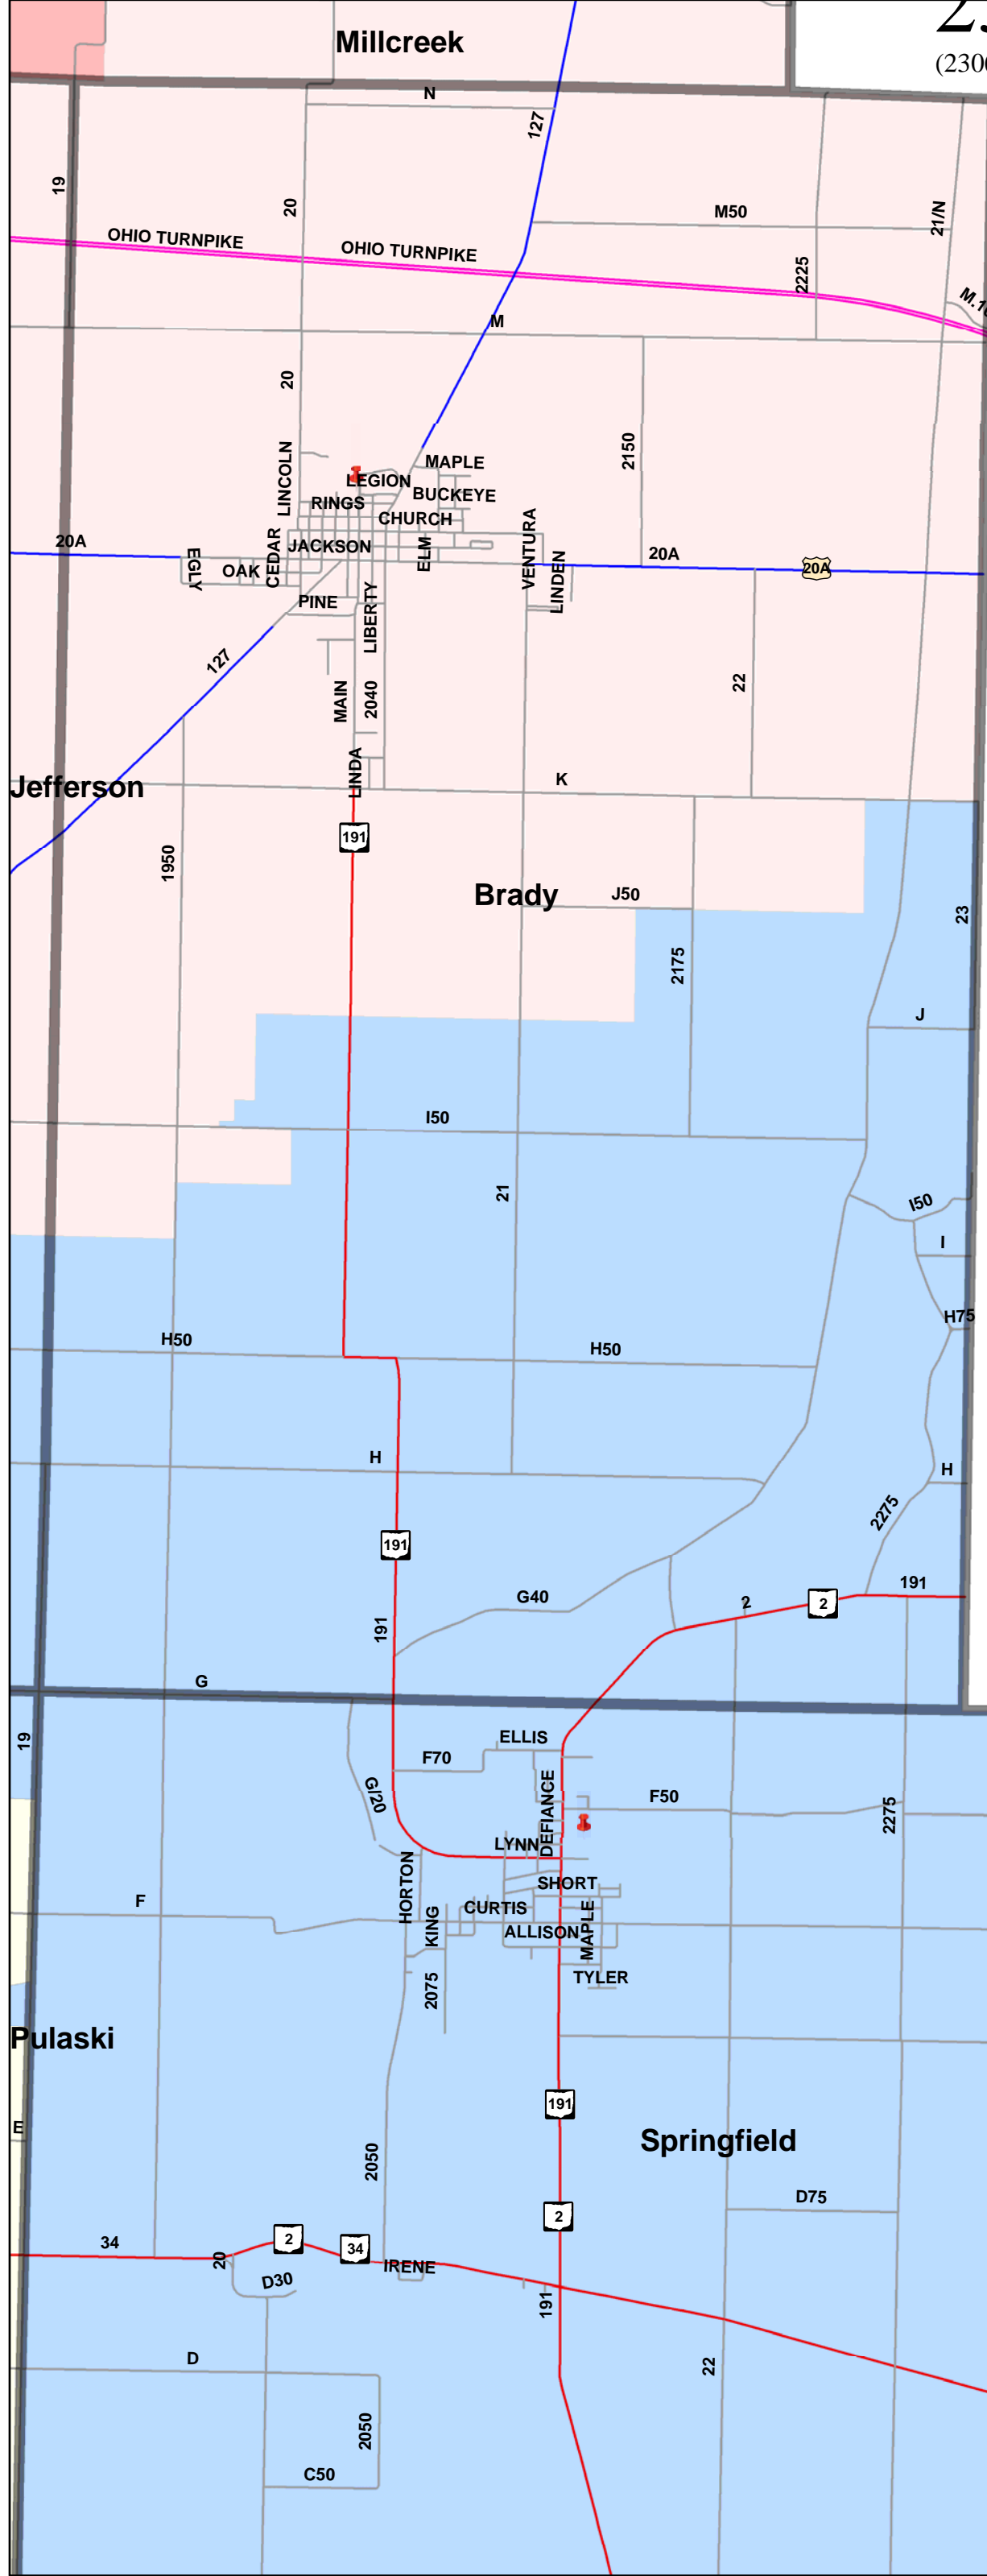 Millcreek
(230
N
127
19
20
M50
21/N
OHIO TURNPIKE
OHIO TURNPIKE
2225
M
20
LINCOLN
2150
MAPLE
LEGION
BUCKEYE
RINGS
CHURCH
CEDAR
JACKSON
ELM
VENTURA
LINDEN
20A
20A
20A
EGLY
OAK
PINE
LIBERTY
127
MAIN
2040
22
LINDA
K
Jefferson
191
1950
Brady
J50
23
2175
J
I50
21
I50
I
H75
H50
H50
H
H
2275
191
G40
191
2
2
191
G
19
ELLIS
F70
G/20
DEFIANCE
F50
2275
LYNN
HORTON
SHORT
F
CURTIS
KING
ALLISON
MAPLE
TYLER
2075
Pulaski
191
E
Springfield
2050
D75
2
34
2
34
20
IRENE
D30
191
D
22
2050
C50